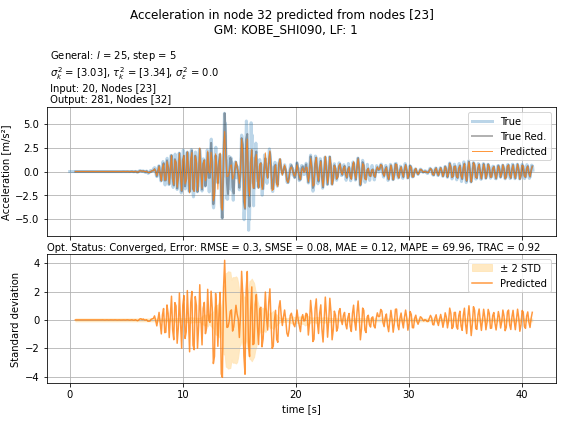 Acceleration in node 32 predicted from nodes [23]
GM: KOBE_SHI090, LF: 1
General: l = 25, step = 5
σ²ₖ = [3.03], τ²ₖ = [3.34], σ²ε = 0.0
Input: 20, Nodes [23]
Output: 281, Nodes [32]
Acceleration [m/s²]
5.0
2.5
0.0
−2.5
−5.0
True
True Red.
Predicted
Opt. Status: Converged, Error: RMSE = 0.3, SMSE = 0.08, MAE = 0.12, MAPE = 69.96, TRAC = 0.92
Standard deviation
4
2
0
−2
−4
± 2 STD
Predicted
0 10 20 30 40
time [s]